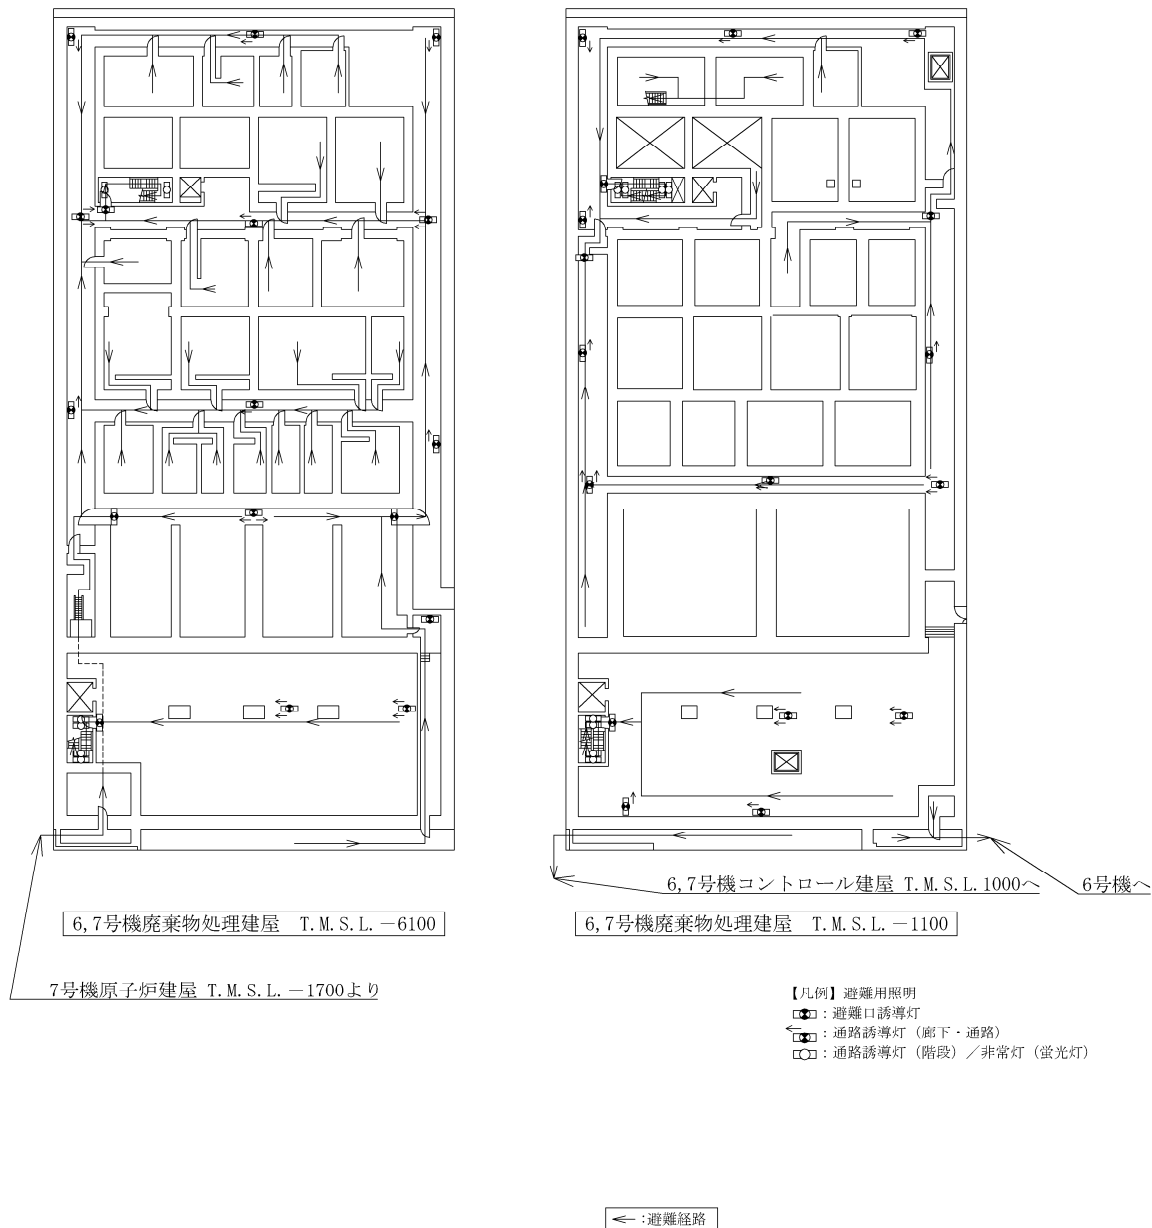 6,7号機コントロール建屋 T.M.S.L.1000へ
6号機へ
6,7号機廃棄物処理建屋 T.M.S.L.－6100
6,7号機廃棄物処理建屋 T.M.S.L.－1100
7号機原子炉建屋 T.M.S.L.－1700より
【凡例】避難用照明
：避難口誘導灯
：通路誘導灯（廊下・通路）
：通路誘導灯（階段）／非常灯（蛍光灯）
：避難経路